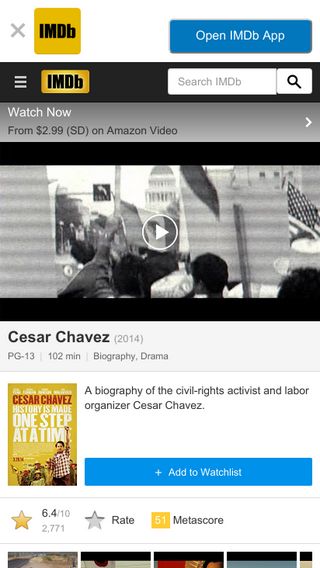 IMDb
Open IMDb App
IMDb
Search IMDb
Watch Now
From $2.99 (SD) on Amazon Video
Cesar Chavez (2014)
PG-13 | 102 min | Biography, Drama
CESAR CHAVEZ
HISTORY IS MADE
ONE STEP
AT A TIME
A biography of the civil-rights activist and labor
organizer Cesar Chavez.
+ Add to Watchlist
6.4/10
2,771
Rate
51 Metascore